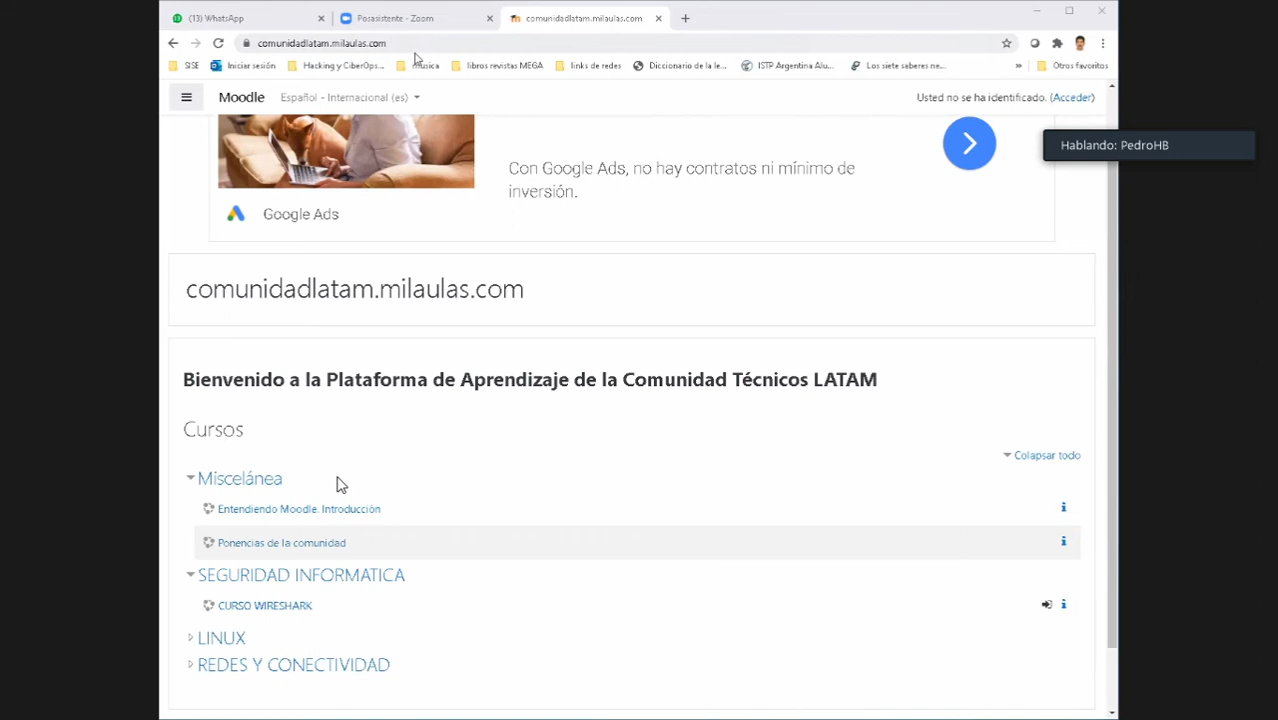 (13) WhatsApp
Posasistente - Zoom
comunidadlatam.milaulas.com
comunidadlatam.milaulas.com
SISE
Iniciar sesión
Hacking y CiberOps...
música
libros revistas MEGA
links de redes
Diccionario de la le...
ISTP Argentina Alu...
Los siete saberes ne...
»
Otros favoritos
Moodle
Español - Internacional (es)
Usted no se ha identificado. (Acceder)
Hablando: PedroHB
Con Google Ads, no hay contratos ni mínimo de
inversión.
Google Ads
comunidadlatam.milaulas.com
Bienvenido a la Plataforma de Aprendizaje de la Comunidad Técnicos LATAM
Cursos
Colapsar todo
Miscelánea
Entendiendo Moodle. Introducción
Ponencias de la comunidad
SEGURIDAD INFORMATICA
CURSO WIRESHARK
LINUX
REDES Y CONECTIVIDAD